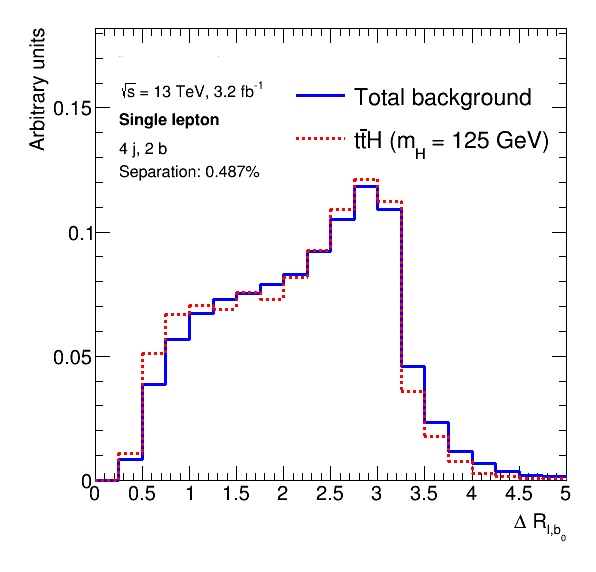 Arbitrary units
√s = 13 TeV, 3.2 fb⁻¹
Single lepton
4 j, 2 b
Separation: 0.487%
Total background
tt̄H (m_H = 125 GeV)
0.15
0.1
0.05
0
0 0.5 1 1.5 2 2.5 3 3.5 4 4.5 5
Δ R_l,b₀